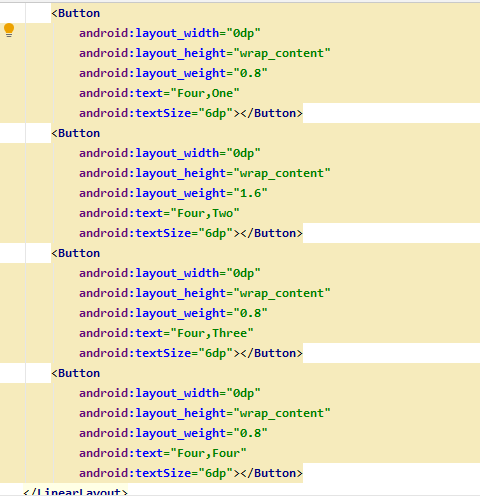 <Button
android:layout_width="0dp"
android:layout_height="wrap_content"
android:layout_weight="0.8"
android:text="Four,One"
android:textSize="6dp"></Button>
<Button
android:layout_width="0dp"
android:layout_height="wrap_content"
android:layout_weight="1.6"
android:text="Four,Two"
android:textSize="6dp"></Button>
<Button
android:layout_width="0dp"
android:layout_height="wrap_content"
android:layout_weight="0.8"
android:text="Four,Three"
android:textSize="6dp"></Button>
<Button
android:layout_width="0dp"
android:layout_height="wrap_content"
android:layout_weight="0.8"
android:text="Four,Four"
android:textSize="6dp"></Button>
</LinearLayout>